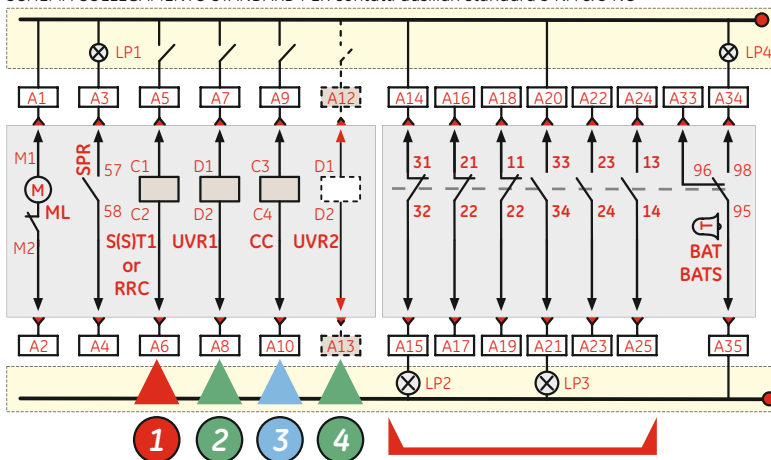 LP1 LP4
A1 A3 A5 A7 A9 A12 A14 A16 A18 A20 A22 A24 A33 A34
M1 SPR 57 C1 D1 C3 D1 31 21 11 33 23 13 96 98
M ML 58 C2 D2 C4 D2 32 22 22 34 24 14 95
M2 S(S)T1 UVR1 CC UVR2 T
or BAT
RRC BATS
A2 A4 A6 A8 A10 A13 A15 A17 A19 A21 A23 A25 A35
LP2 LP3
1 2 3 4